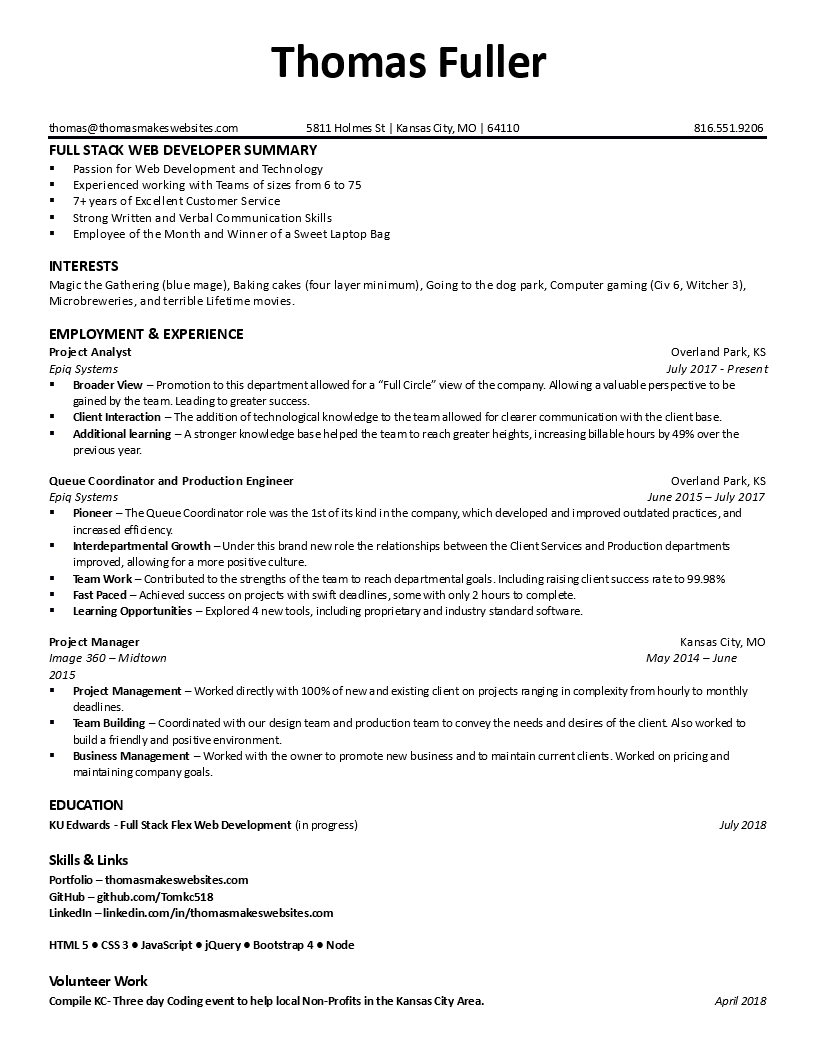 Thomas Fuller
thomas@thomasmakeswebsites.com 5811 Holmes St | Kansas City, MO | 64110 816.551.9206
FULL STACK WEB DEVELOPER SUMMARY
▪ Passion for Web Development and Technology
▪ Experienced working with Teams of sizes from 6 to 75
▪ 7+ years of Excellent Customer Service
▪ Strong Written and Verbal Communication Skills
▪ Employee of the Month and Winner of a Sweet Laptop Bag
INTERESTS
Magic the Gathering (blue mage), Baking cakes (four layer minimum), Going to the dog park, Computer gaming (Civ 6, Witcher 3),
Microbreweries, and terrible Lifetime movies.
EMPLOYMENT & EXPERIENCE
Project Analyst Overland Park, KS
Epiq Systems July 2017 - Present
▪ Broader View – Promotion to this department allowed for a “Full Circle” view of the company. Allowing a valuable perspective to be
gained by the team. Leading to greater success.
▪ Client Interaction – The addition of technological knowledge to the team allowed for clearer communication with the client base.
▪ Additional learning – A stronger knowledge base helped the team to reach greater heights, increasing billable hours by 49% over the
previous year.
Queue Coordinator and Production Engineer Overland Park, KS
Epiq Systems June 2015 – July 2017
▪ Pioneer – The Queue Coordinator role was the 1st of its kind in the company, which developed and improved outdated practices, and
increased efficiency.
▪ Interdepartmental Growth – Under this brand new role the relationships between the Client Services and Production departments
improved, allowing for a more positive culture.
▪ Team Work – Contributed to the strengths of the team to reach departmental goals. Including raising client success rate to 99.98%
▪ Fast Paced – Achieved success on projects with swift deadlines, some with only 2 hours to complete.
▪ Learning Opportunities – Explored 4 new tools, including proprietary and industry standard software.
Project Manager Kansas City, MO
Image 360 – Midtown May 2014 – June
2015
▪ Project Management – Worked directly with 100% of new and existing client on projects ranging in complexity from hourly to monthly
deadlines.
▪ Team Building – Coordinated with our design team and production team to convey the needs and desires of the client. Also worked to
build a friendly and positive environment.
▪ Business Management – Worked with the owner to promote new business and to maintain current clients. Worked on pricing and
maintaining company goals.
EDUCATION
KU Edwards - Full Stack Flex Web Development (in progress) July 2018
Skills & Links
Portfolio – thomasmakeswebsites.com
GitHub – github.com/Tomkc518
LinkedIn – linkedin.com/in/thomasmakeswebsites.com
HTML 5 ● CSS 3 ● JavaScript ● jQuery ● Bootstrap 4 ● Node
Volunteer Work
Compile KC- Three day Coding event to help local Non-Profits in the Kansas City Area. April 2018